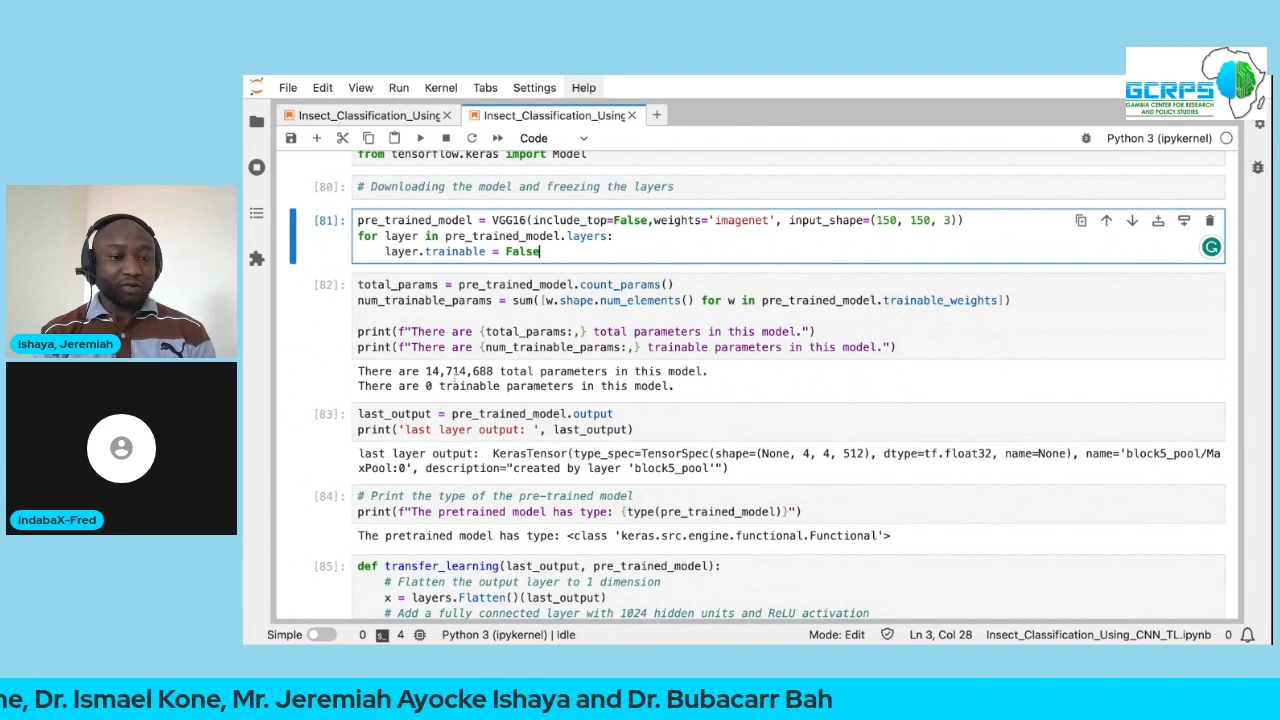 GCRPS
GAMBIA CENTER FOR RESEARCH
AND POLICY STUDIES
File Edit View Run Kernel Tabs Settings Help
Insect_Classification_Using
Insect_Classification_Using
Code
Python 3 (ipykernel)
from tensorflow.keras import Model
[80]: # Downloading the model and freezing the layers
[81]: pre_trained_model = VGG16(include_top=False,weights='imagenet', input_shape=(150, 150, 3))
for layer in pre_trained_model.layers:
layer.trainable = False
[82]: total_params = pre_trained_model.count_params()
num_trainable_params = sum([w.shape.num_elements() for w in pre_trained_model.trainable_weights])
print(f"There are {total_params:,} total parameters in this model.")
print(f"There are {num_trainable_params:,} trainable parameters in this model.")
There are 14,714,688 total parameters in this model.
There are 0 trainable parameters in this model.
[83]: last_output = pre_trained_model.output
print('last layer output: ', last_output)
last layer output:  KerasTensor(type_spec=TensorSpec(shape=(None, 4, 4, 512), dtype=tf.float32, name=None), name='block5_pool/Ma
xPool:0', description="created by layer 'block5_pool'")
[84]: # Print the type of the pre-trained model
print(f"The pretrained model has type: {type(pre_trained_model)}")
The pretrained model has type: <class 'keras.src.engine.functional.Functional'>
[85]: def transfer_learning(last_output, pre_trained_model):
# Flatten the output layer to 1 dimension
x = layers.Flatten()(last_output)
# Add a fully connected layer with 1024 hidden units and ReLU activation
Simple 0 4 Python 3 (ipykernel) | Idle Mode: Edit Ln 3, Col 28 Insect_Classification_Using_CNN_TL.ipynb 0
Ishaya, Jeremiah
IndabaX-Fred
ne, Dr. Ismael Kone, Mr. Jeremiah Ayocke Ishaya and Dr. Bubacarr Bah